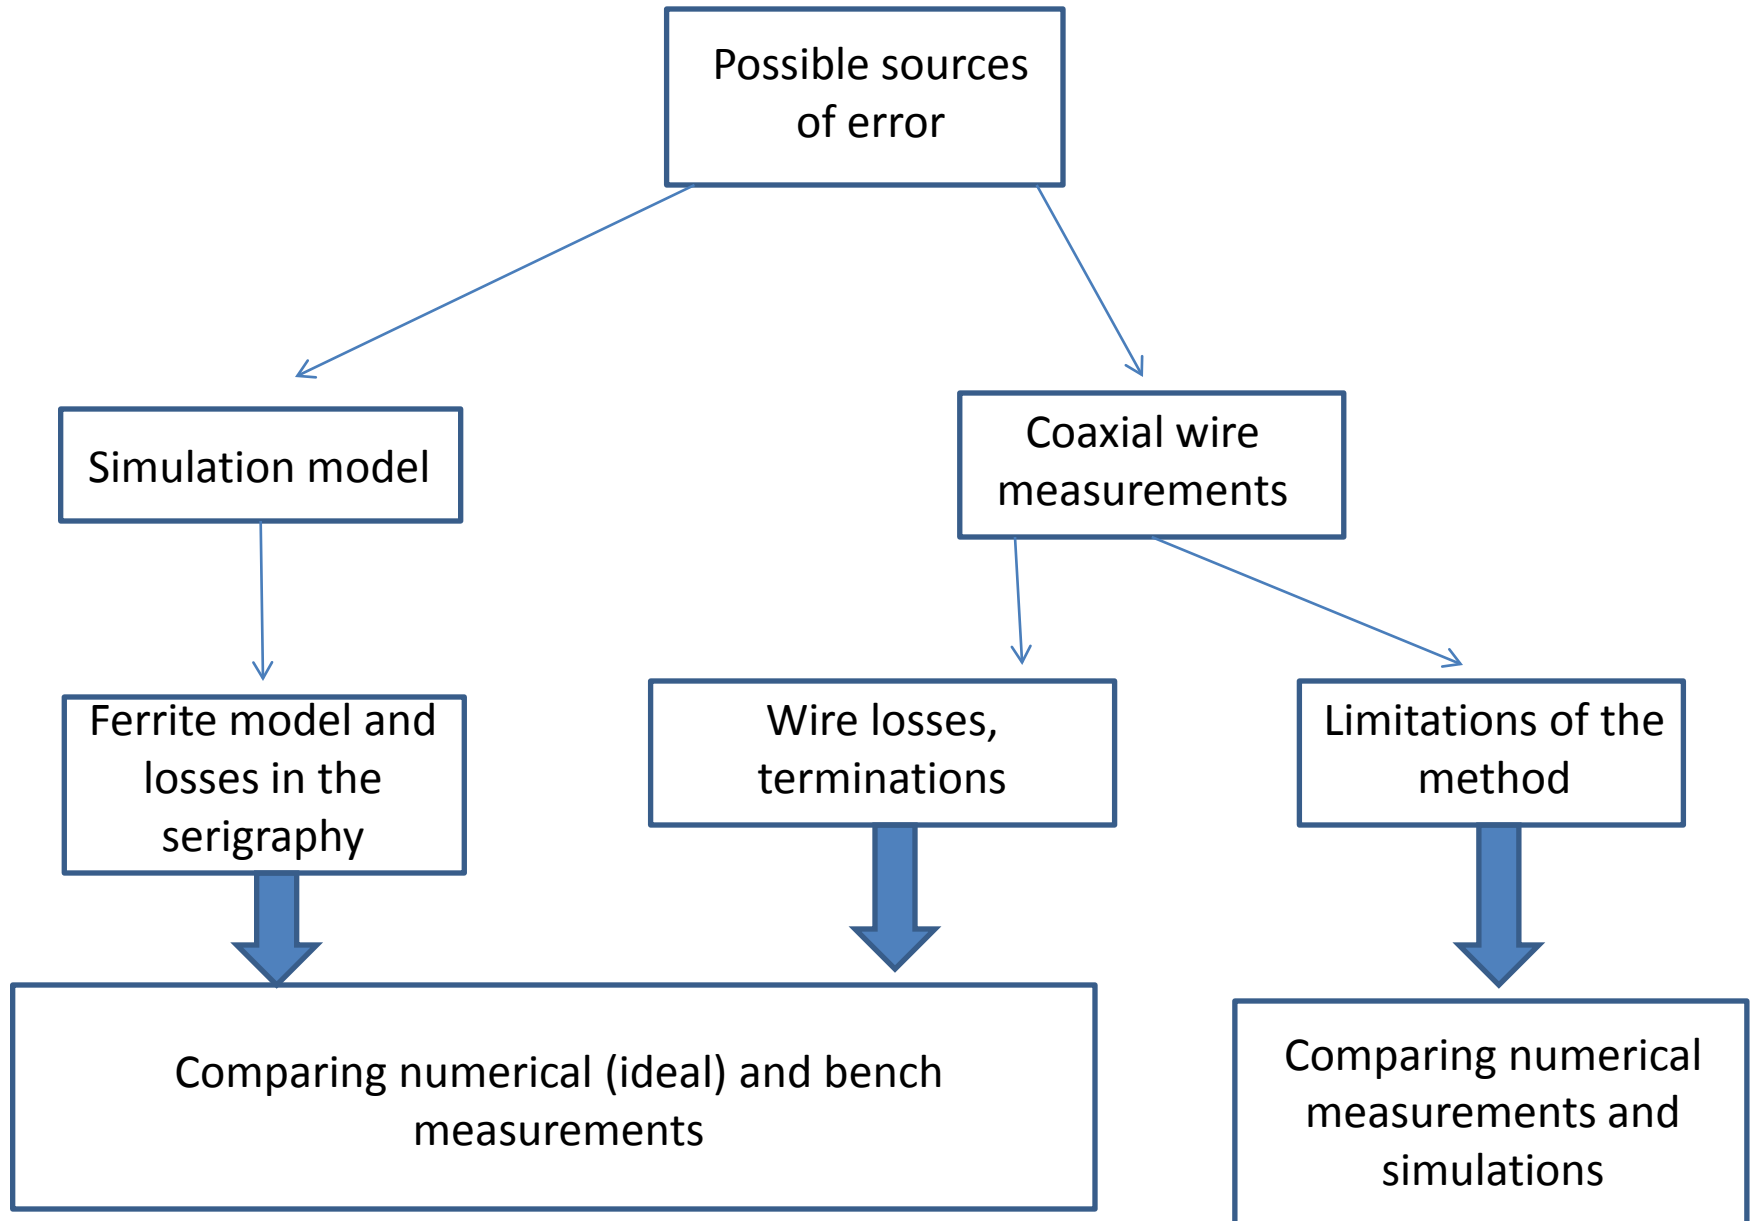 Possible sources
of error
Simulation model
Coaxial wire
measurements
Ferrite model and
losses in the
serigraphy
Wire losses,
terminations
Limitations of the
method
Comparing numerical (ideal) and bench
measurements
Comparing numerical
measurements and
simulations